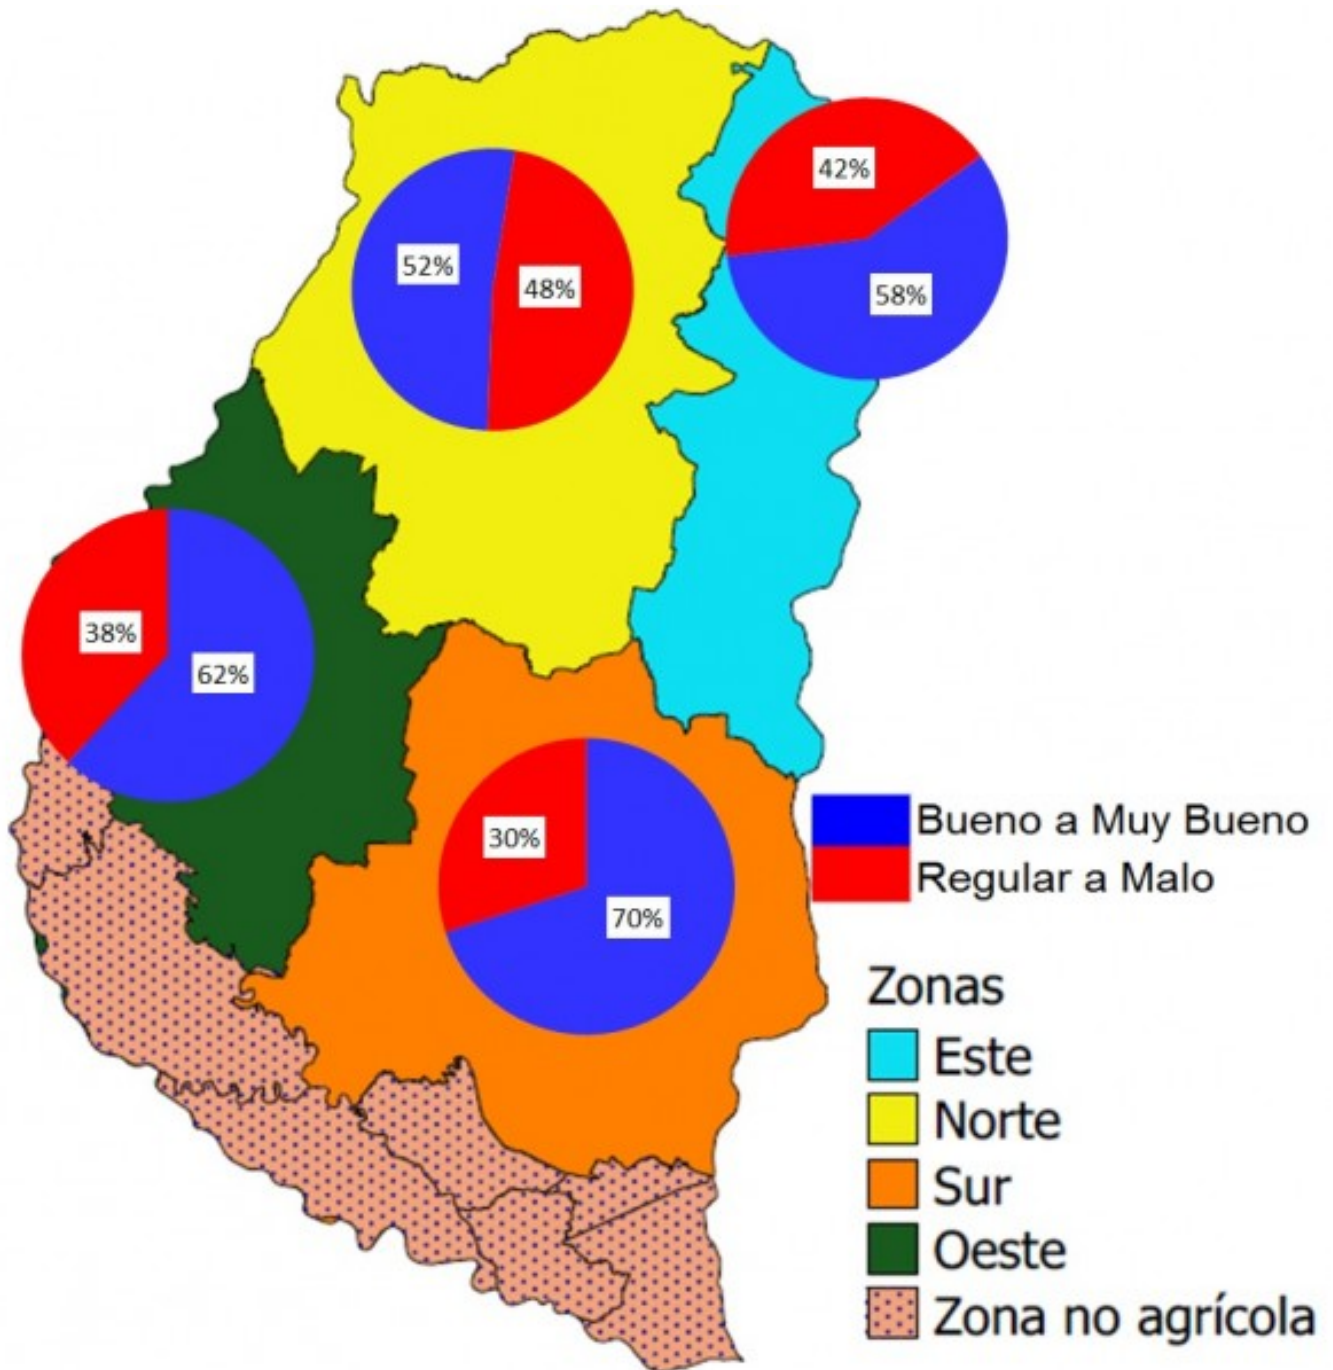 42%
58%
52%
48%
38%
62%
30%
70%
Bueno a Muy Bueno
Regular a Malo
Zonas
Este
Norte
Sur
Oeste
Zona no agrícola